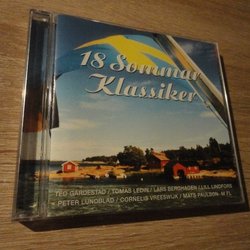 18 Sommar
Klassiker
TED GÄRDESTAD / TOMAS LEDIN / LARS BERGHAGEN / LILL LINDFORS
PETER LUNDBLAD / CORNELIS VREESWIJK / MATS PAULSON M FL